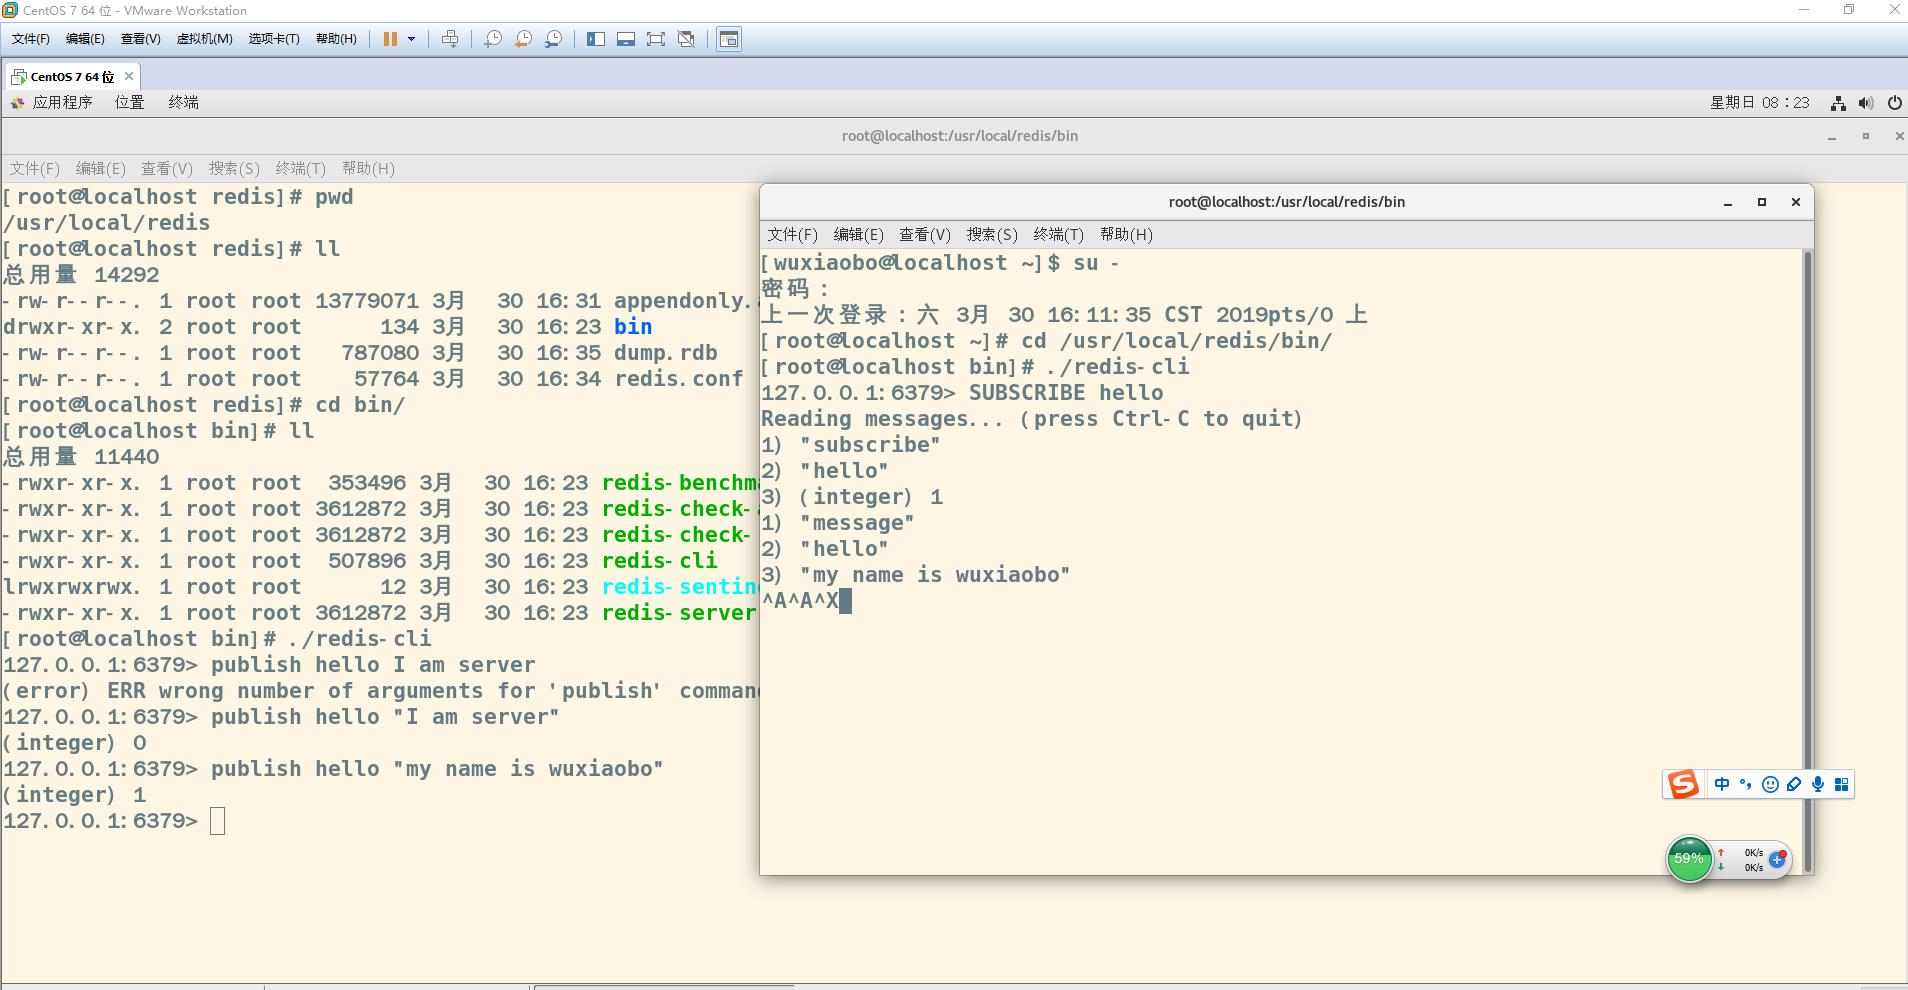 CentOS 7 64 位 - VMware Workstation
文件(F) 编辑(E) 查看(V) 虚拟机(M) 选项卡(T) 帮助(H)
CentOS 7 64 位
应用程序 位置 终端 星期日 08：23
root@localhost:/usr/local/redis/bin
文件(F) 编辑(E) 查看(V) 搜索(S) 终端(T) 帮助(H)
[root@localhost redis]# pwd
/usr/local/redis
[root@localhost redis]# ll
总用量 14292
-rw-r--r--. 1 root root 13779071 3月 30 16:31 appendonly.
drwxr-xr-x. 2 root root 134 3月 30 16:23 bin
-rw-r--r--. 1 root root 787080 3月 30 16:35 dump.rdb
-rw-r--r--. 1 root root 57764 3月 30 16:34 redis.conf
[root@localhost redis]# cd bin/
[root@localhost bin]# ll
总用量 11440
-rwxr-xr-x. 1 root root 353496 3月 30 16:23 redis-benchm
-rwxr-xr-x. 1 root root 3612872 3月 30 16:23 redis-check-
-rwxr-xr-x. 1 root root 3612872 3月 30 16:23 redis-check-
-rwxr-xr-x. 1 root root 507896 3月 30 16:23 redis-cli
lrwxrwxrwx. 1 root root 12 3月 30 16:23 redis-sentin
-rwxr-xr-x. 1 root root 3612872 3月 30 16:23 redis-server
[root@localhost bin]# ./redis-cli
127.0.0.1:6379> publish hello I am server
(error) ERR wrong number of arguments for 'publish' comman
127.0.0.1:6379> publish hello "I am server"
(integer) 0
127.0.0.1:6379> publish hello "my name is wuxiaobo"
(integer) 1
127.0.0.1:6379>
root@localhost:/usr/local/redis/bin
文件(F) 编辑(E) 查看(V) 搜索(S) 终端(T) 帮助(H)
[wuxiaobo@localhost ~]$ su -
密码：
上一次登录：六 3月 30 16:11:35 CST 2019pts/0 上
[root@localhost ~]# cd /usr/local/redis/bin/
[root@localhost bin]# ./redis-cli
127.0.0.1:6379> SUBSCRIBE hello
Reading messages... (press Ctrl-C to quit)
1) "subscribe"
2) "hello"
3) (integer) 1
1) "message"
2) "hello"
3) "my name is wuxiaobo"
^A^A^X
S 中
59% 0K/s
0K/s